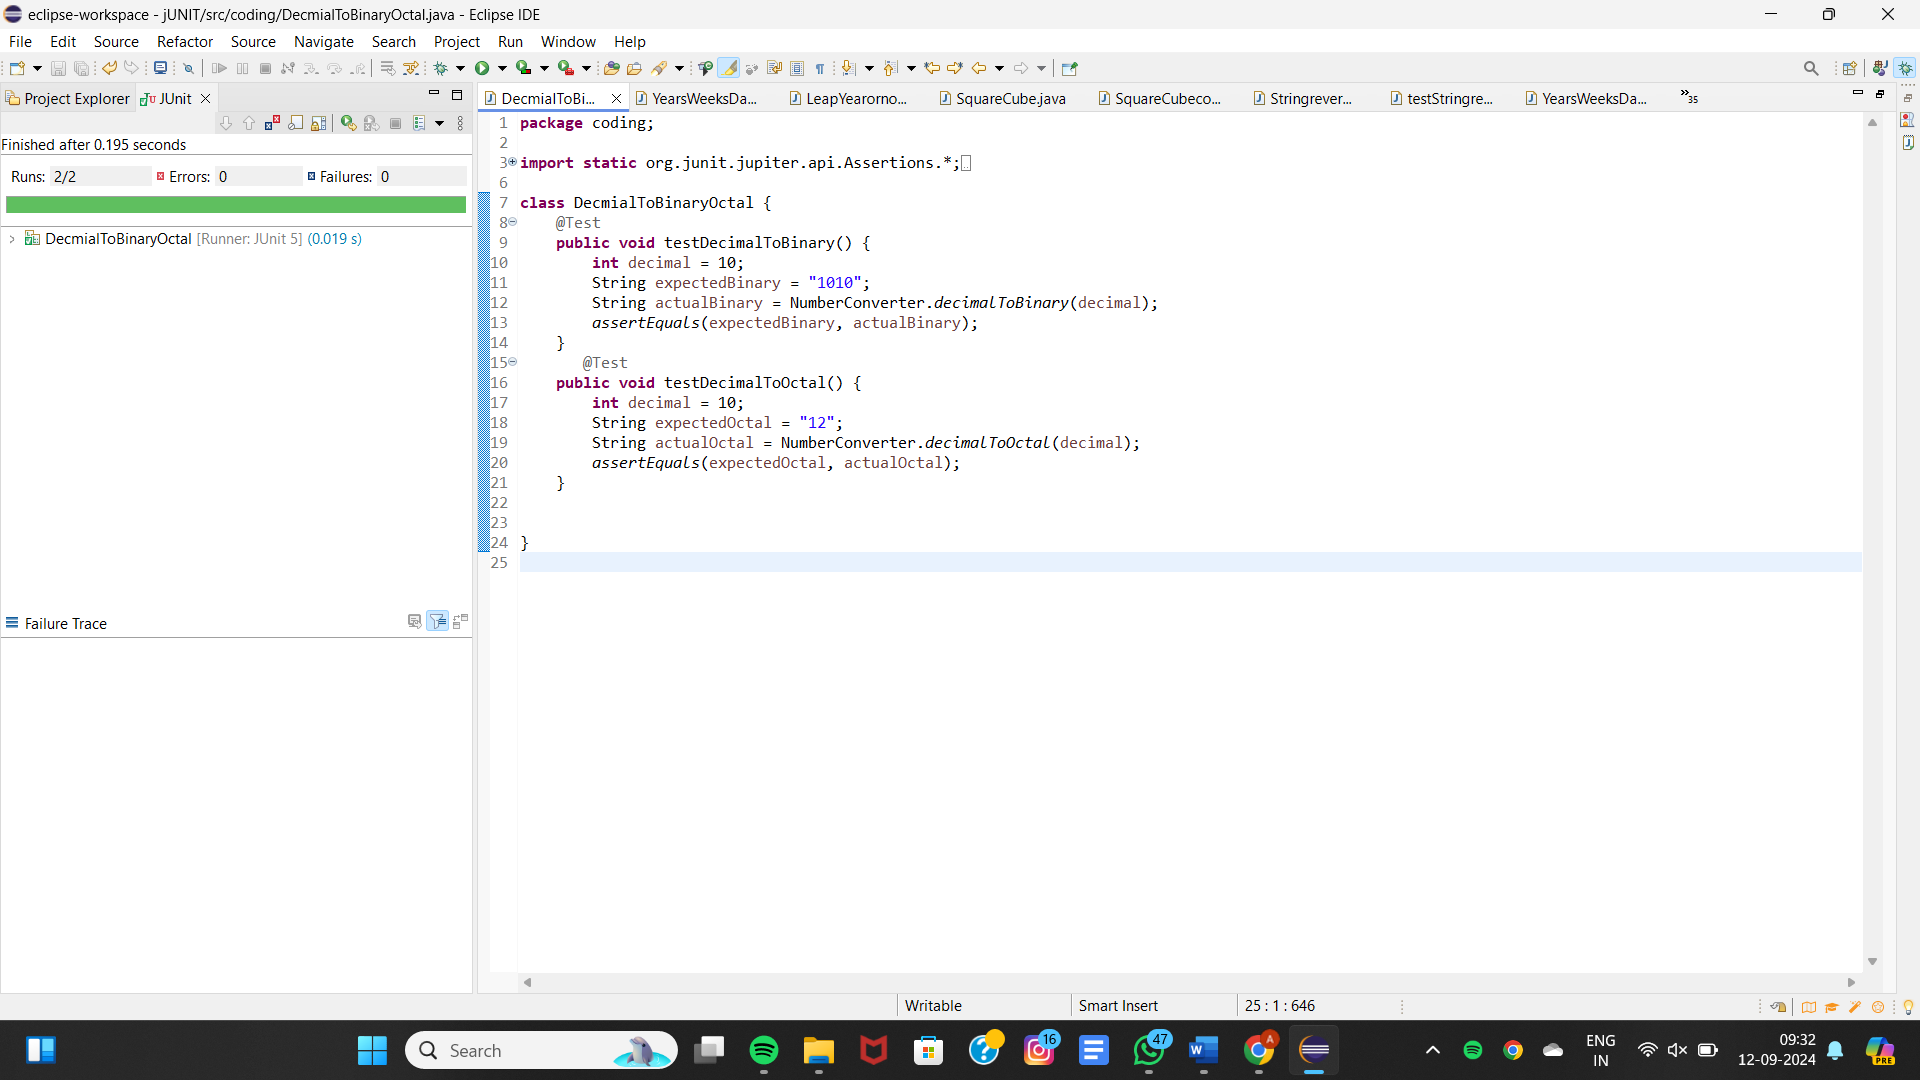 eclipse-workspace - jUNIT/src/coding/DecmialToBinaryOctal.java - Eclipse IDE
File Edit Source Refactor Source Navigate Search Project Run Window Help
Project Explorer JUnit
Finished after 0.195 seconds
Runs: 2/2 Errors: 0 Failures: 0
DecmialToBinaryOctal [Runner: JUnit 5] (0.019 s)
Failure Trace
DecmialToBi... YearsWeeksDa... LeapYearorno... SquareCube.java SquareCubeco... Stringrever... testStringre... YearsWeeksDa... »35
1 package coding;
2
3 import static org.junit.jupiter.api.Assertions.*;
6
7 class DecmialToBinaryOctal {
8 @Test
9 public void testDecimalToBinary() {
10 int decimal = 10;
11 String expectedBinary = "1010";
12 String actualBinary = NumberConverter.decimalToBinary(decimal);
13 assertEquals(expectedBinary, actualBinary);
14 }
15 @Test
16 public void testDecimalToOctal() {
17 int decimal = 10;
18 String expectedOctal = "12";
19 String actualOctal = NumberConverter.decimalToOctal(decimal);
20 assertEquals(expectedOctal, actualOctal);
21 }
22
23
24 }
25
Writable Smart Insert 25 : 1 : 646
Search 16 47 A ENG IN 09:32 12-09-2024 PRE